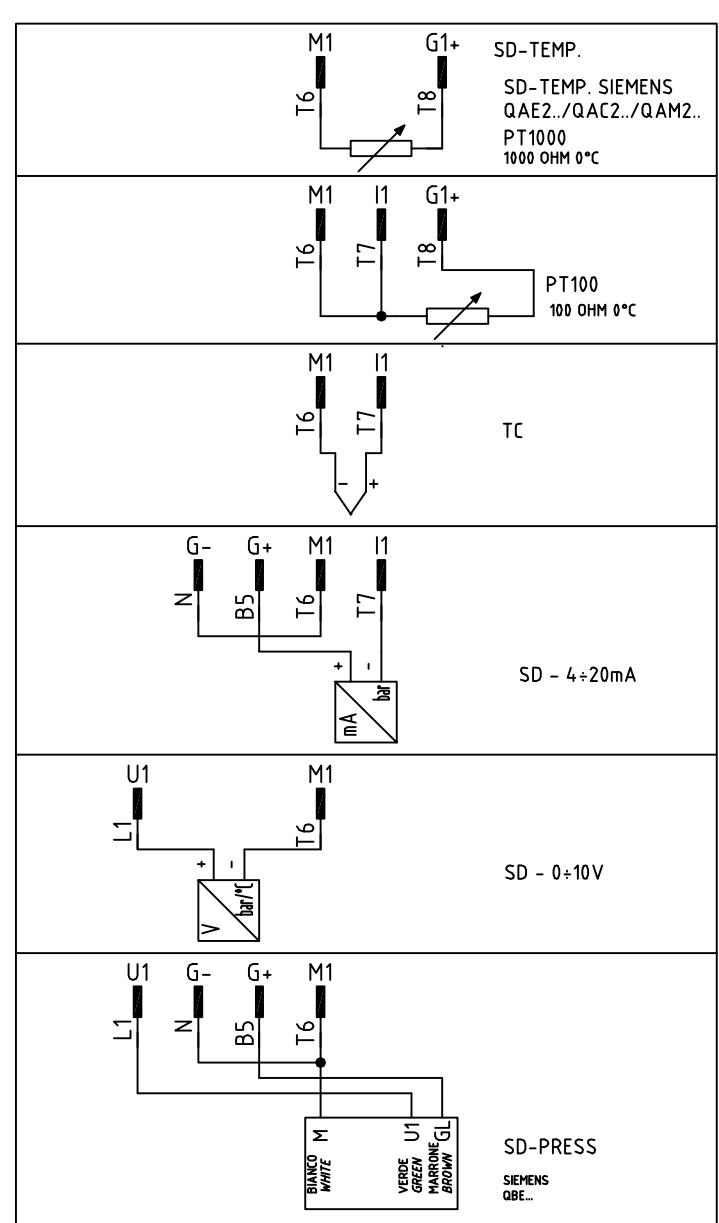 M1 G1+ SD-TEMP.
T6 T8 SD-TEMP. SIEMENS
QAE2../QAC2../QAM2..
PT1000
1000 OHM 0°C
M1 I1 G1+
T6 T7 T8
PT100
100 OHM 0°C
M1 I1
T6 T7
TC
- +
G- G+ M1 I1
N B5 T6 T7
+ -
mA bar
SD - 4÷20mA
U1 M1
L1 T6
+ -
V bar/°C
SD - 0÷10V
U1 G- G+ M1
L1 N B5 T6
M U1 GL
BIANCO
WHITE
VERDE
GREEN
MARRONE
BROWN
SD-PRESS
SIEMENS
QBE...